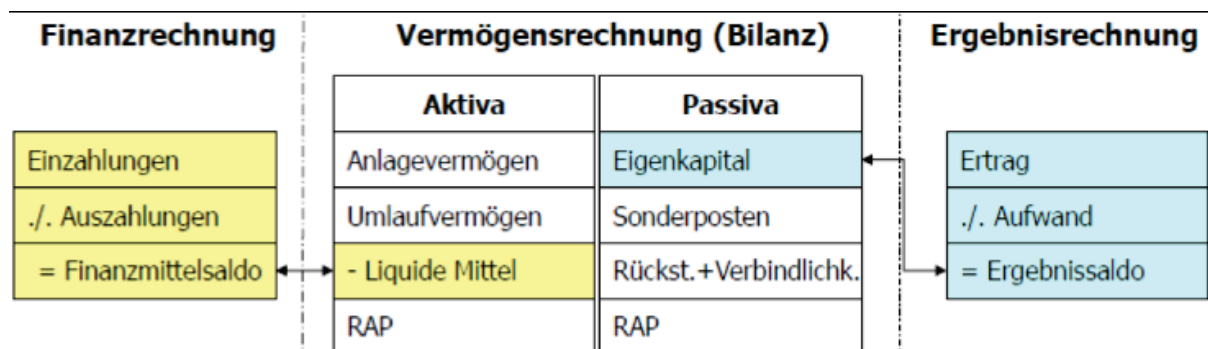 Finanzrechnung
Vermögensrechnung (Bilanz)
Ergebnisrechnung
Aktiva
Passiva
Einzahlungen
Anlagevermögen
Eigenkapital
Ertrag
./. Auszahlungen
Umlaufvermögen
Sonderposten
./. Aufwand
= Finanzmittelsaldo
- Liquide Mittel
Rückst.+Verbindlichk.
= Ergebnissaldo
RAP
RAP